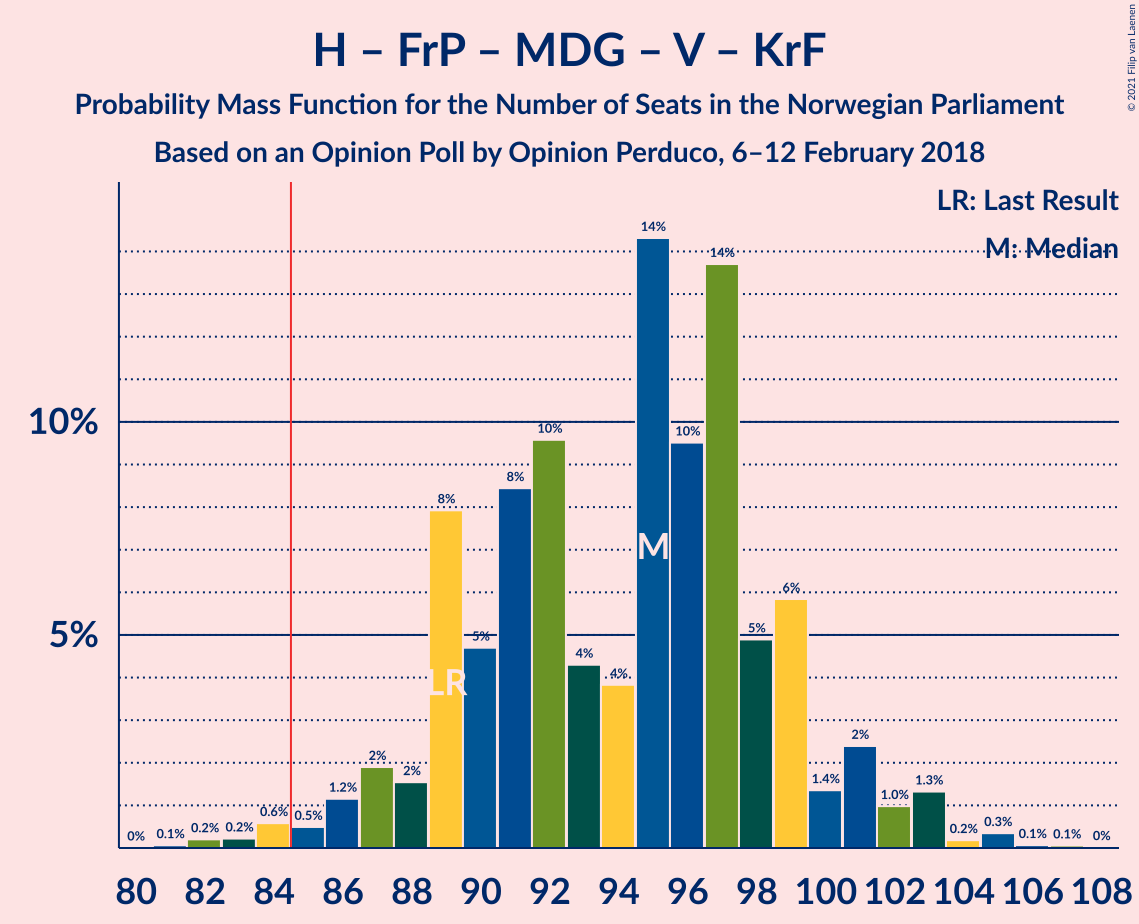 H – FrP – MDG – V – KrF
Probability Mass Function for the Number of Seats in the Norwegian Parliament
Based on an Opinion Poll by Opinion Perduco, 6–12 February 2018
© 2021 Filip van Laenen
LR: Last Result
M: Median
10%
5%
0% 0.1% 0.2% 0.2% 0.6% 0.5% 1.2% 2% 2% 8% 5% 8% 10% 4% 4% 14% 10% 14% 5% 6% 1.4% 2% 1.0% 1.3% 0.2% 0.3% 0.1% 0.1% 0%
LR
M
80 82 84 86 88 90 92 94 96 98 100 102 104 106 108